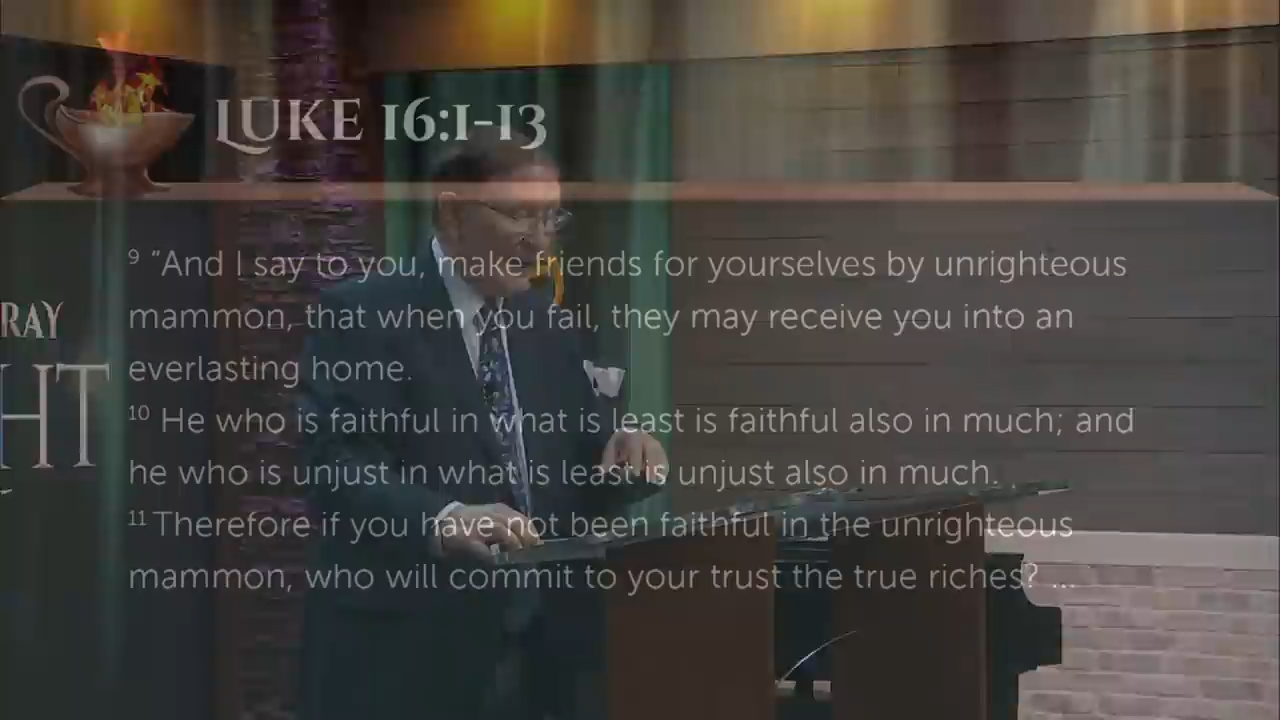 LUKE 16:1-13
9 “And I say to you, make friends for yourselves by unrighteous
mammon, that when you fail, they may receive you into an
everlasting home.
10 He who is faithful in what is least is faithful also in much; and
he who is unjust in what is least is unjust also in much.
11 Therefore if you have not been faithful in the unrighteous
mammon, who will commit to your trust the true riches? ...
RAY
HT